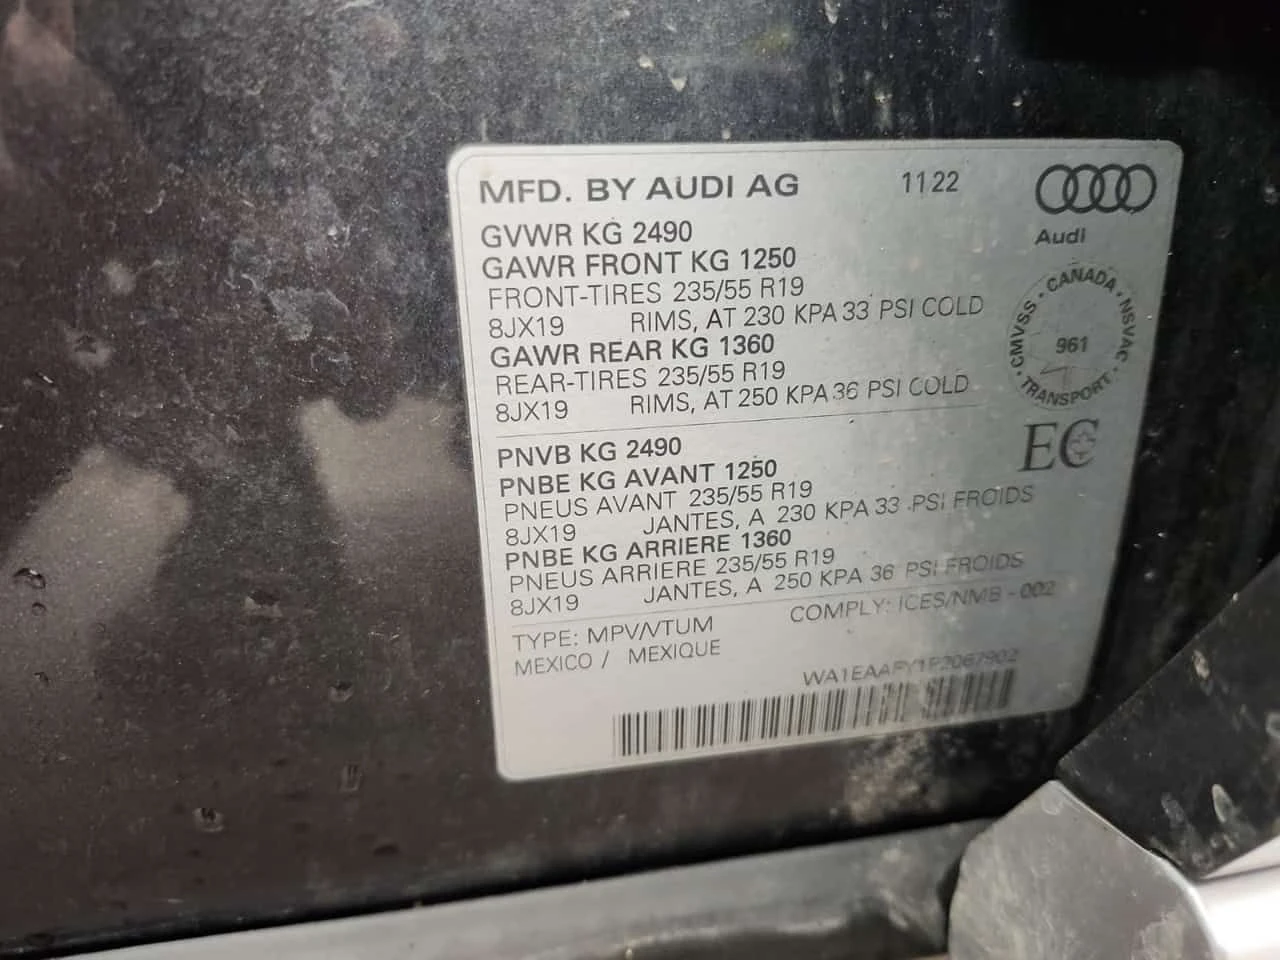 MFD. BY AUDI AG 11 22
Audi
GVWR KG 2490
GAWR FRONT KG 1250
FRONT-TIRES 235/55 R19
8JX19 RIMS, AT 230 KPA 33 PSI COLD
GAWR REAR KG 1360
REAR-TIRES 235/55 R19
8JX19 RIMS, AT 250 KPA 36 PSI COLD
CMVSS · CANADA · NSVAC · TRANSPORT ·
961
EC
PNVB KG 2490
PNBE KG AVANT 1250
PNEUS AVANT 235/55 R19
8JX19 JANTES, A 230 KPA 33 PSI FROIDS
PNBE KG ARRIERE 1360
PNEUS ARRIERE 235/55 R19
8JX19 JANTES, A 250 KPA 36 PSI FROIDS
TYPE: MPV/VTUM COMPLY: ICES/NMB - 002
MEXICO / MEXIQUE